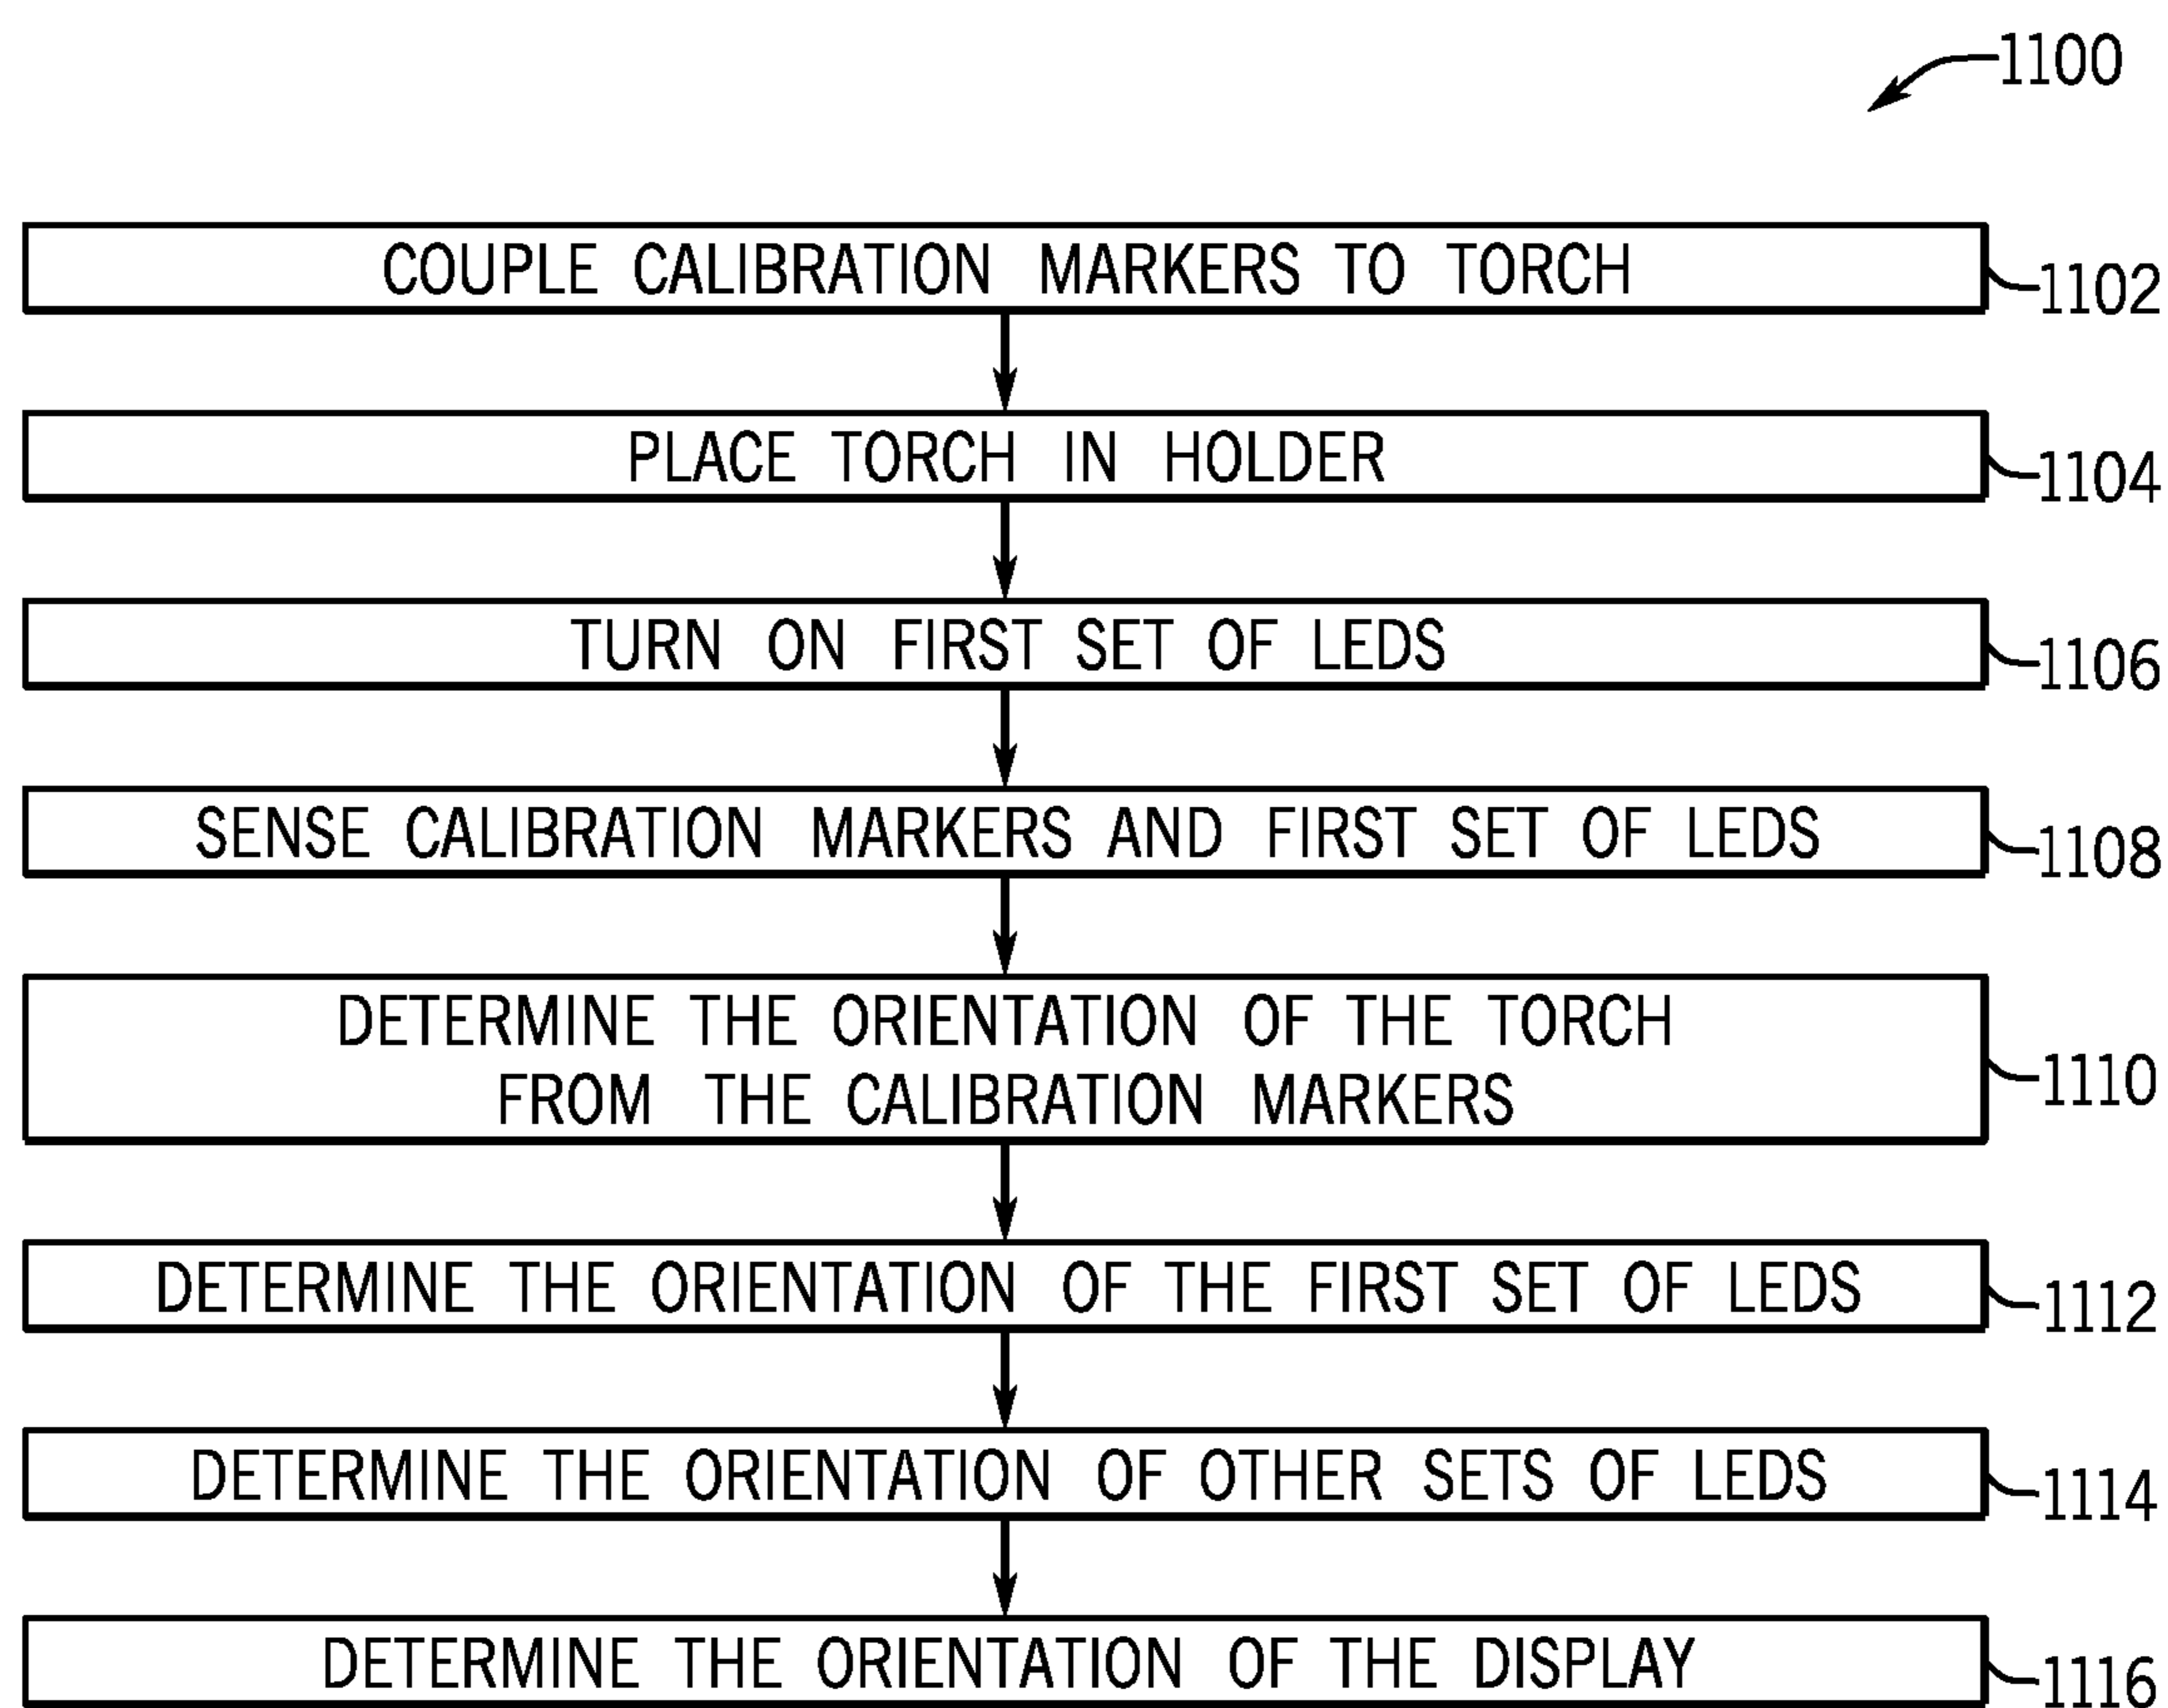 1100
COUPLE CALIBRATION MARKERS TO TORCH
1102
PLACE TORCH IN HOLDER
1104
TURN ON FIRST SET OF LEDS
1106
SENSE CALIBRATION MARKERS AND FIRST SET OF LEDS
1108
DETERMINE THE ORIENTATION OF THE TORCH
FROM THE CALIBRATION MARKERS
1110
DETERMINE THE ORIENTATION OF THE FIRST SET OF LEDS
1112
DETERMINE THE ORIENTATION OF OTHER SETS OF LEDS
1114
DETERMINE THE ORIENTATION OF THE DISPLAY
1116